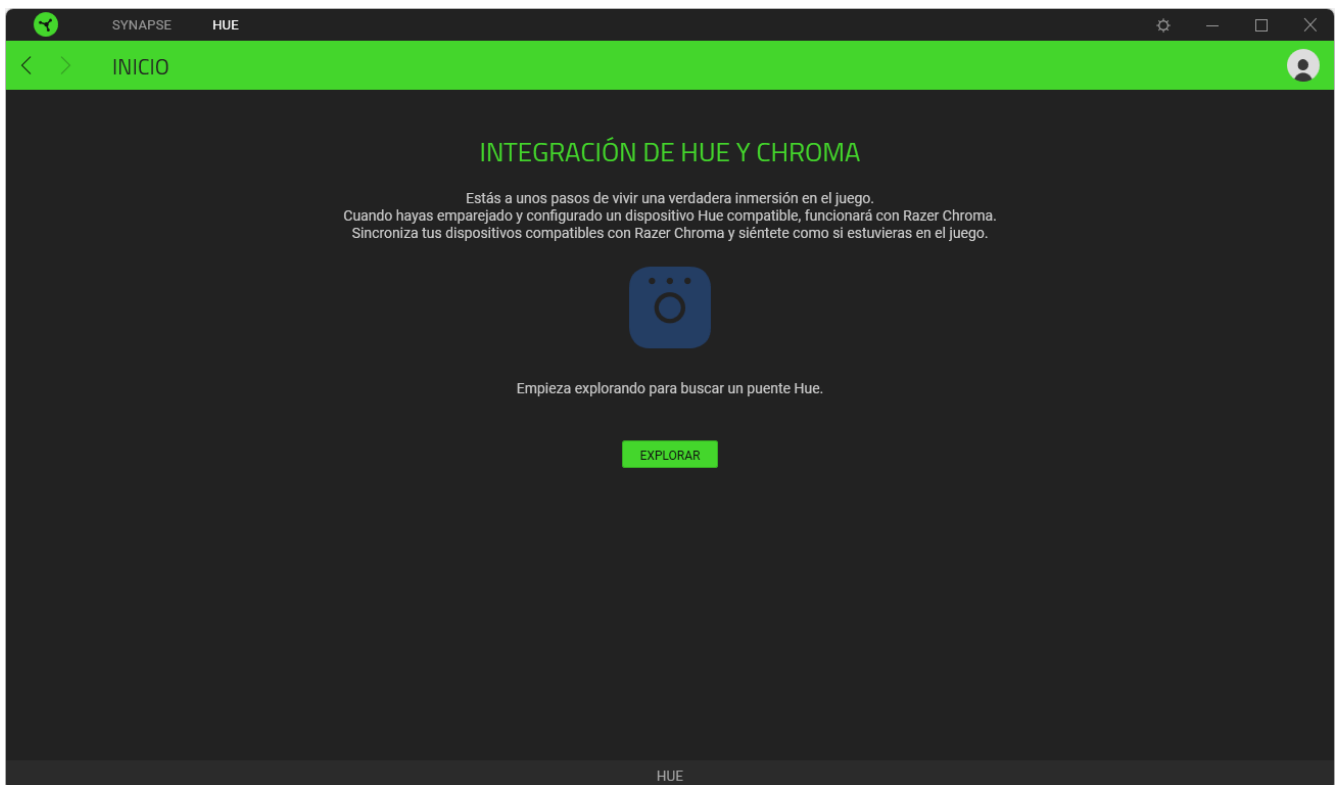 SYNAPSE HUE
INICIO
INTEGRACIÓN DE HUE Y CHROMA
Estás a unos pasos de vivir una verdadera inmersión en el juego.
Cuando hayas emparejado y configurado un dispositivo Hue compatible, funcionará con Razer Chroma.
Sincroniza tus dispositivos compatibles con Razer Chroma y siéntete como si estuvieras en el juego.
Empieza explorando para buscar un puente Hue.
EXPLORAR
HUE